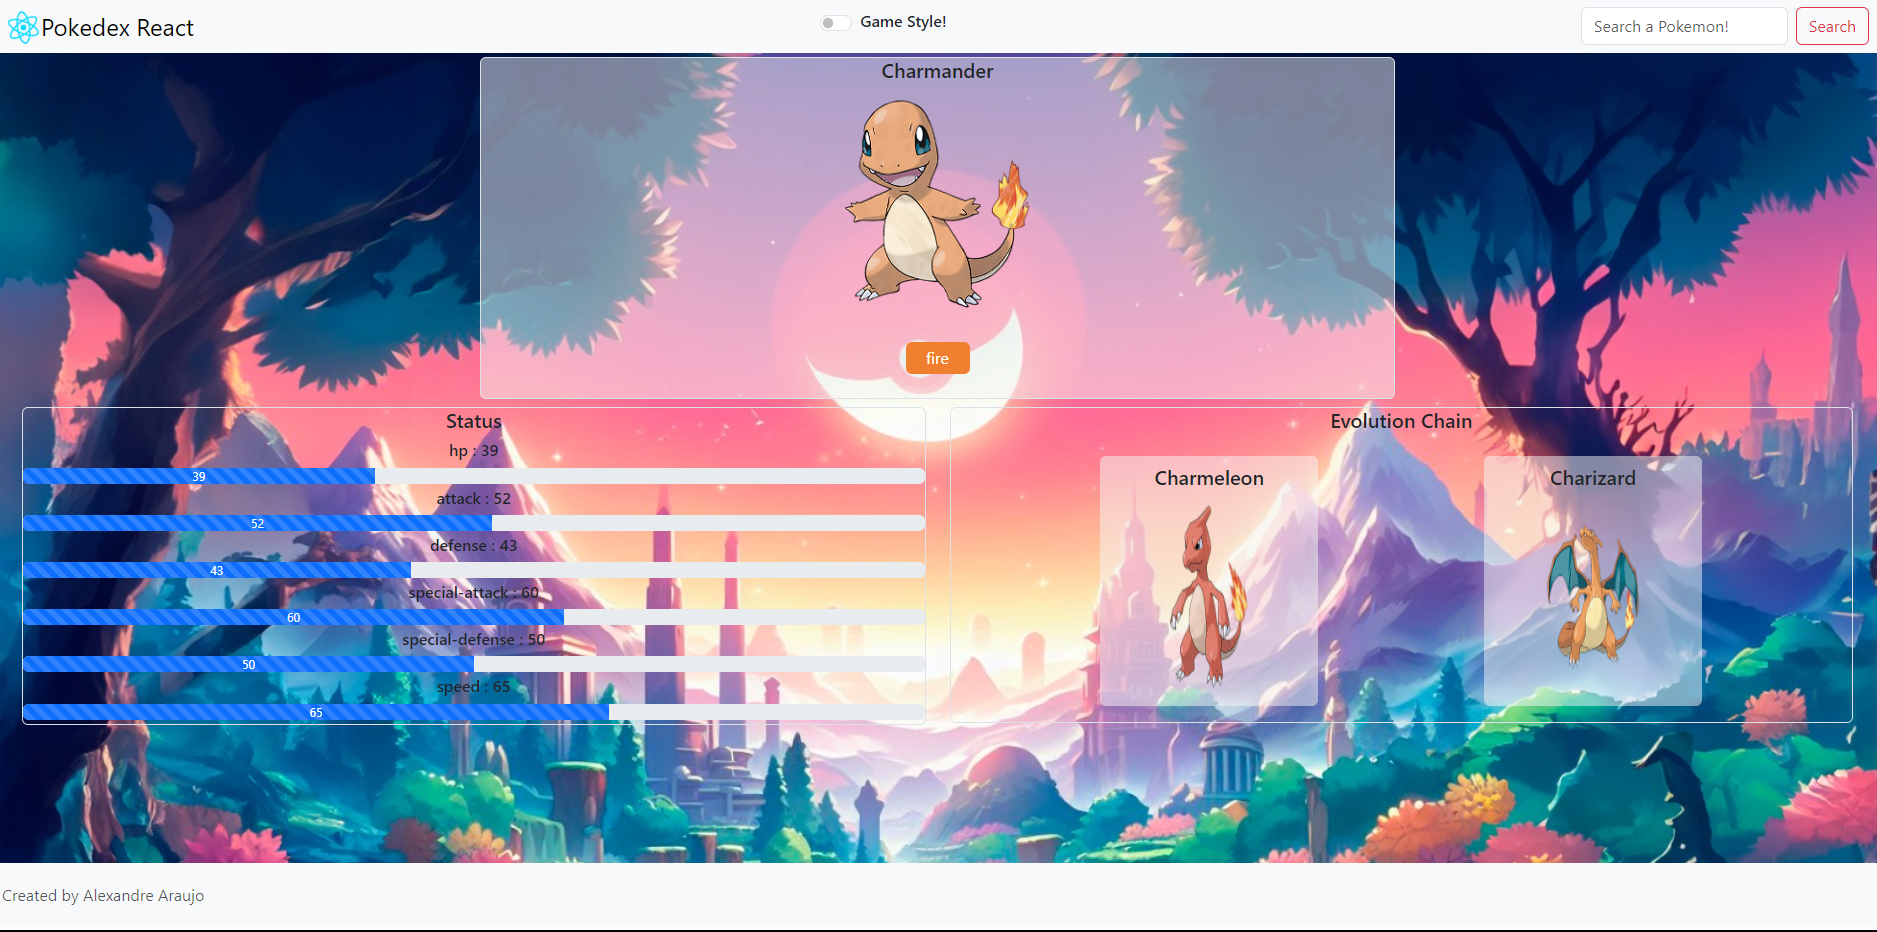 Pokedex React
Game Style!
Search a Pokemon!
Search
Charmander
fire
Status
hp : 39
39
attack : 52
52
defense : 43
43
special-attack : 60
60
special-defense : 50
50
speed : 65
65
Evolution Chain
Charmeleon
Charizard
Created by Alexandre Araujo